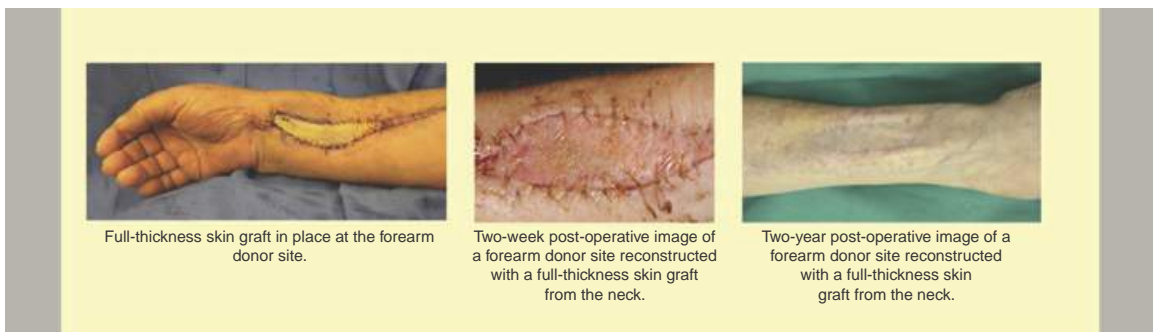 Full-thickness skin graft in place at the forearm
donor site.
Two-week post-operative image of
a forearm donor site reconstructed
with a full-thickness skin graft
from the neck.
Two-year post-operative image of a
forearm donor site reconstructed
with a full-thickness skin
graft from the neck.